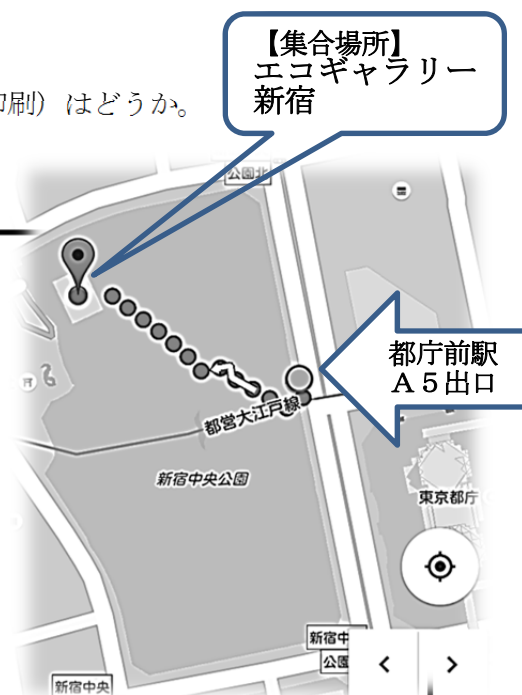 【集合場所】
エコギャラリー
新宿
印刷）はどうか。
公園北
都庁前駅
Ａ５出口
都営大江戸線
新宿中央公園
東京都庁
新宿中
公園
新宿中央